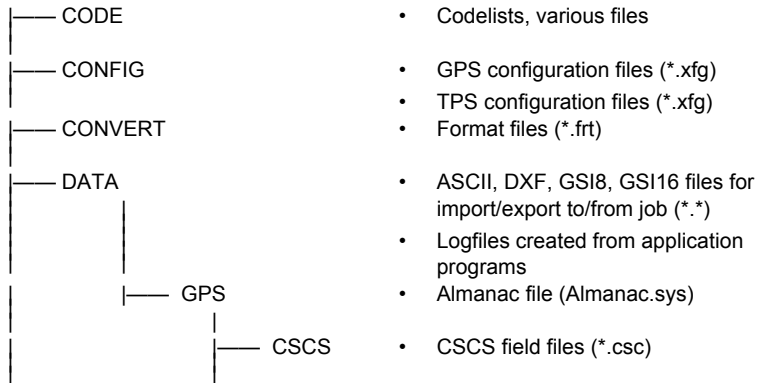 CODE • Codelists, various files
CONFIG • GPS configuration files (*.xfg)
• TPS configuration files (*.xfg)
CONVERT • Format files (*.frt)
DATA • ASCII, DXF, GSI8, GSI16 files for
import/export to/from job (*.*)
• Logfiles created from application
programs
GPS • Almanac file (Almanac.sys)
CSCS • CSCS field files (*.csc)